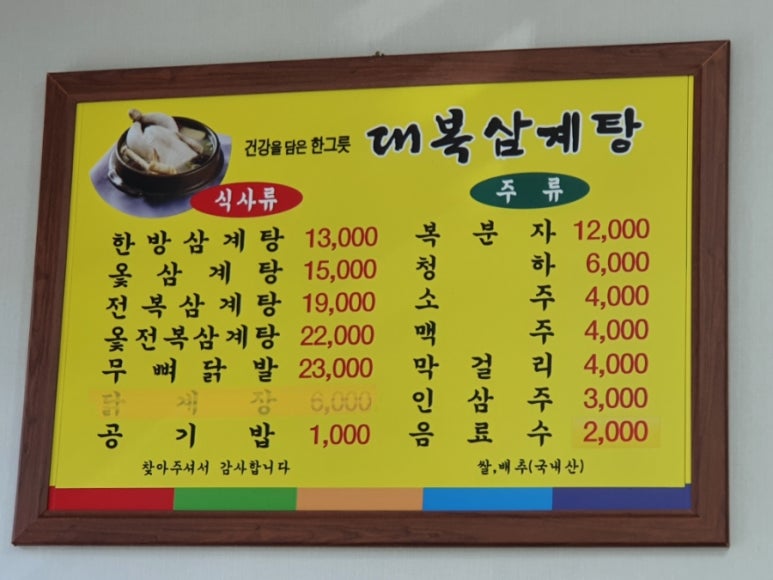 건강을 담은 한그릇 대복삼계탕
식사류
한방삼계탕 13,000
옻삼계탕 15,000
전복삼계탕 19,000
옻전복삼계탕 22,000
무뼈닭발 23,000
닭계장 6,000
공기밥 1,000
찾아주셔서 감사합니다
주류
복분자 12,000
청하 6,000
소주 4,000
맥주 4,000
막걸리 4,000
인삼주 3,000
음료수 2,000
쌀,배추(국내산)